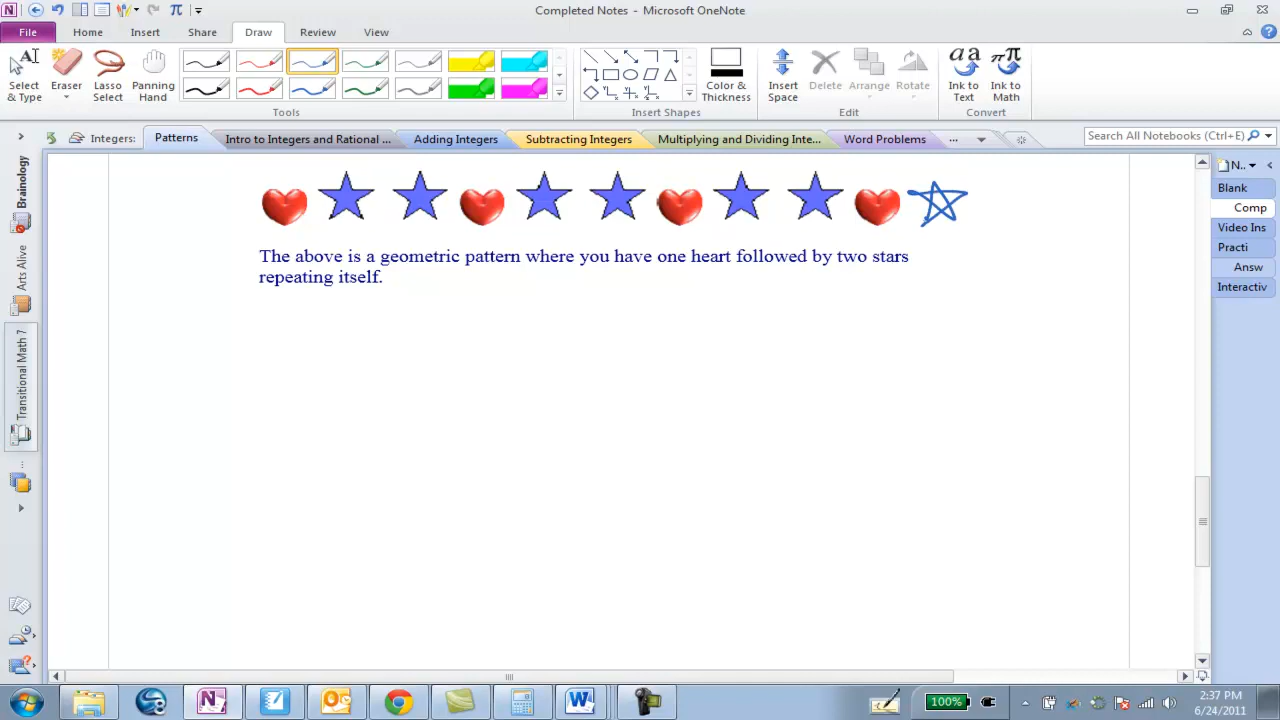 Completed Notes - Microsoft OneNote
File Home Insert Share Draw Review View
Select & Type
Eraser
Lasso Select
Panning Hand
Color & Thickness
Insert Space
Delete
Arrange
Rotate
Ink to Text
Ink to Math
Tools
Insert Shapes
Edit
Convert
Integers: Patterns Intro to Integers and Rational ... Adding Integers Subtracting Integers Multiplying and Dividing Inte... Word Problems ... Search All Notebooks (Ctrl+E)
Brainology
Arts Alive
Transitional Math 7
N..
Blank
Comp
Video Ins
Practi
Answ
Interactiv
The above is a geometric pattern where you have one heart followed by two stars
repeating itself.
100%
2:37 PM
6/24/2011